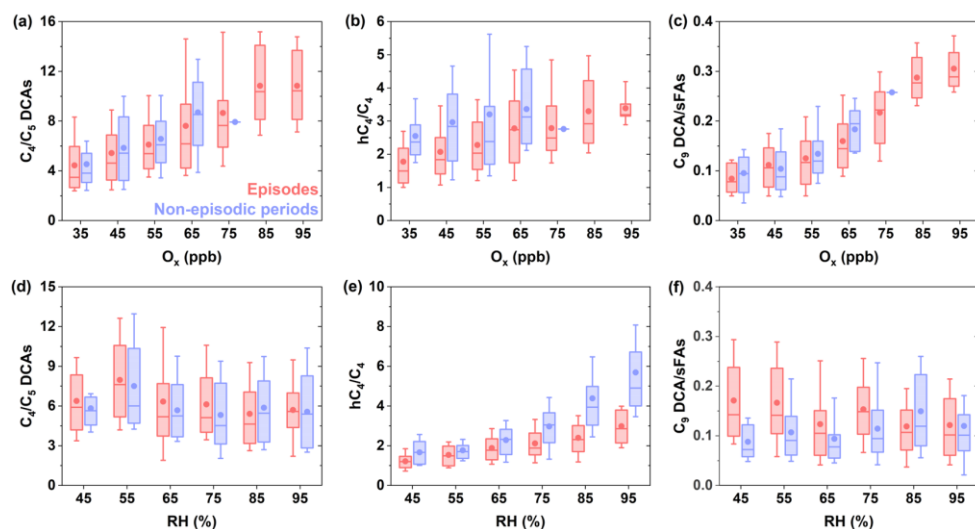 (a)
C₄/C₅ DCAs
16
12
8
4
0
Episodes
Non-episodic periods
35 45 55 65 75 85 95
Oₓ (ppb)
(b)
hC₄/C₄
6
5
4
3
2
1
0
35 45 55 65 75 85 95
Oₓ (ppb)
(c)
C₉ DCA/sFAs
0.4
0.3
0.2
0.1
0.0
35 45 55 65 75 85 95
Oₓ (ppb)
(d)
C₄/C₅ DCAs
15
12
9
6
3
0
45 55 65 75 85 95
RH (%)
(e)
hC₄/C₄
10
8
6
4
2
0
45 55 65 75 85 95
RH (%)
(f)
C₉ DCA/sFAs
0.4
0.3
0.2
0.1
0.0
45 55 65 75 85 95
RH (%)